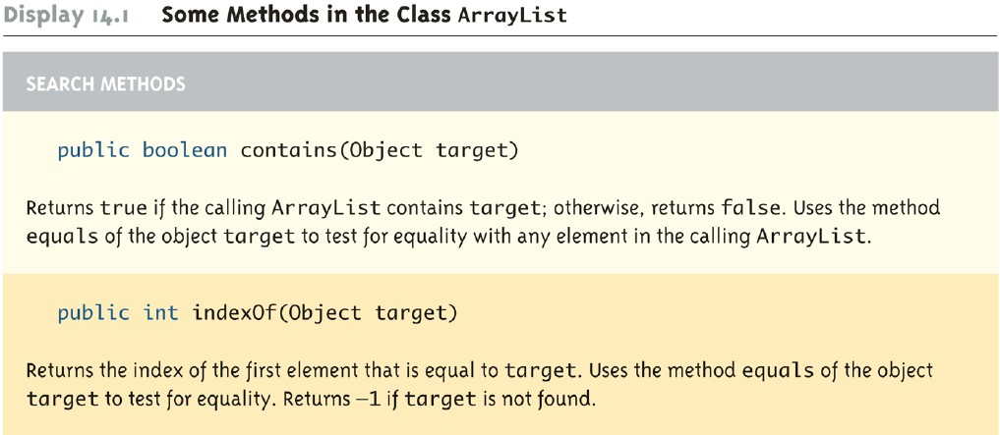 Display 14.1 Some Methods in the Class ArrayList
SEARCH METHODS
public boolean contains(Object target)
Returns true if the calling ArrayList contains target; otherwise, returns false. Uses the method
equals of the object target to test for equality with any element in the calling ArrayList.
public int indexOf(Object target)
Returns the index of the first element that is equal to target. Uses the method equals of the object
target to test for equality. Returns –1 if target is not found.